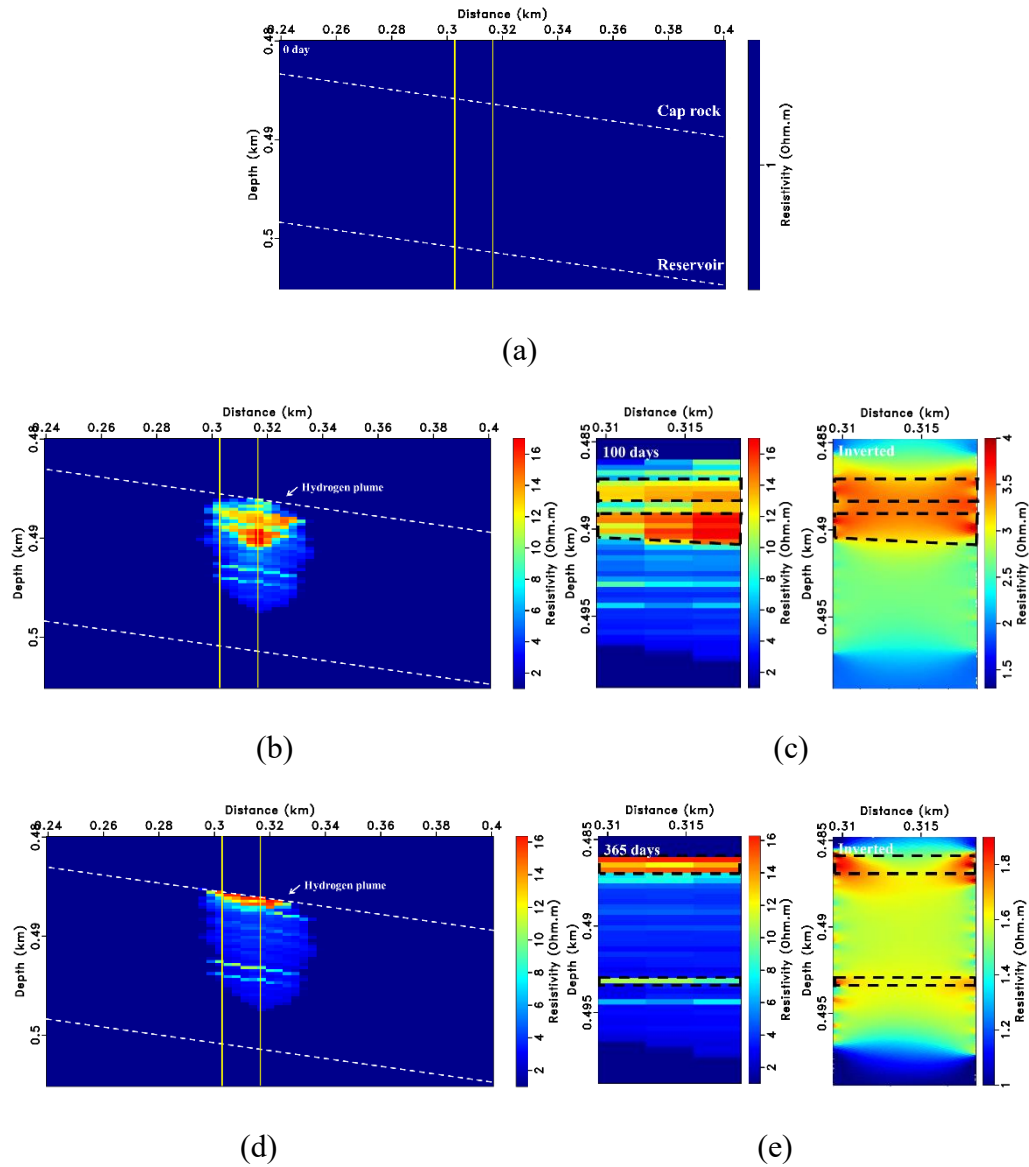 Distance (km)
0.24 0.26 0.28 0.3 0.32 0.34 0.36 0.38 0.4
0.48 0.49 0.5
Depth (km)
0 day
Cap rock
Reservoir
1
Resistivity (Ohm.m)
(a)
Distance (km)
0.24 0.26 0.28 0.3 0.32 0.34 0.36 0.38 0.4
0.48 0.49 0.5
Depth (km)
Hydrogen plume
16 14 12 10 8 6 4 2
Resistivity (Ohm.m)
(b)
Distance (km)
0.31 0.315
0.485 0.49 0.495
Depth (km)
100 days
16 14 12 10 8 6 4 2
Resistivity (Ohm.m)
Distance (km)
0.31 0.315
0.485 0.49 0.495
Depth (km)
Inverted
4 3.5 3 2.5 2 1.5
Resistivity (Ohm.m)
(c)
Distance (km)
0.24 0.26 0.28 0.3 0.32 0.34 0.36 0.38 0.4
0.48 0.49 0.5
Depth (km)
Hydrogen plume
16 14 12 10 8 6 4 2
Resistivity (Ohm.m)
(d)
Distance (km)
0.31 0.315
0.485 0.49 0.495
Depth (km)
365 days
16 14 12 10 8 6 4 2
Resistivity (Ohm.m)
Distance (km)
0.31 0.315
0.485 0.49 0.495
Depth (km)
Inverted
1.8 1.6 1.4 1.2 1
Resistivity (Ohm.m)
(e)